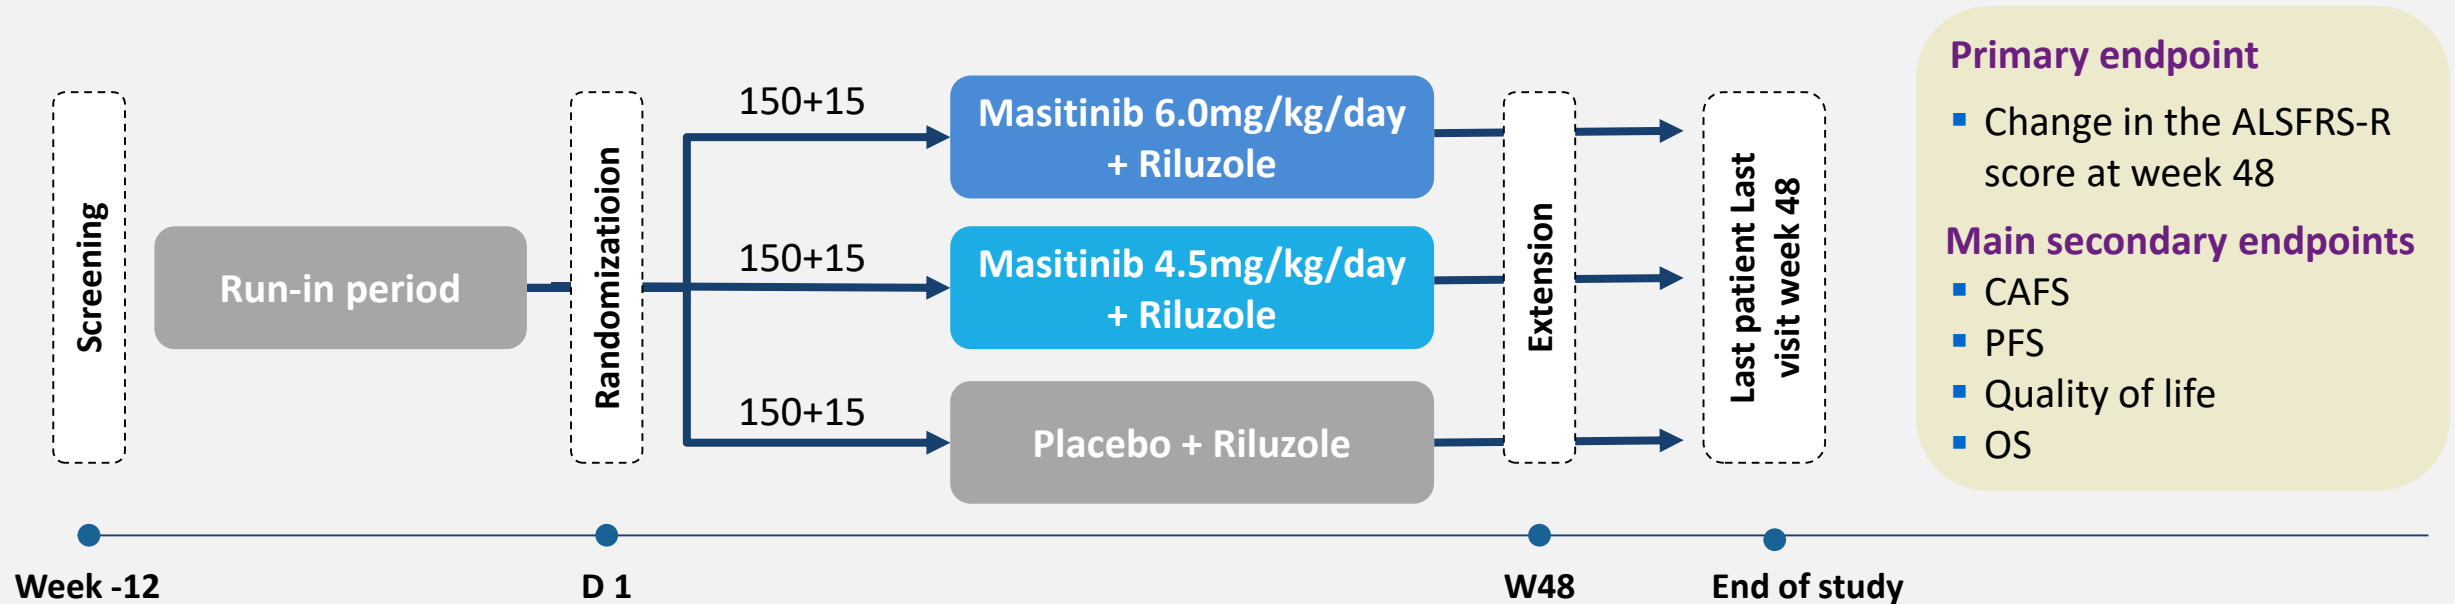 Screening
Run-in period
Randomizatioion
150+15
Masitinib 6.0mg/kg/day
+ Riluzole
150+15
Masitinib 4.5mg/kg/day
+ Riluzole
150+15
Placebo + Riluzole
Extension
Last patient Last
visit week 48
Primary endpoint
▪ Change in the ALSFRS-R
score at week 48
Main secondary endpoints
▪ CAFS
▪ PFS
▪ Quality of life
▪ OS
Week -12
D 1
W48
End of study